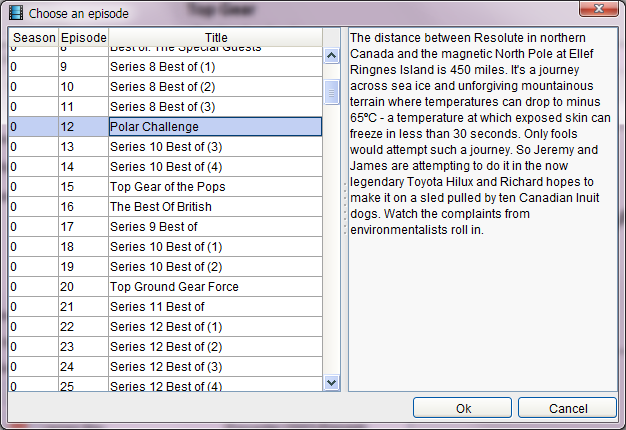 Top Gear
Choose an episode
Season Episode Title
0 8 Best of: The Special Guests
0 9 Series 8 Best of (1)
0 10 Series 8 Best of (2)
0 11 Series 8 Best of (3)
0 12 Polar Challenge
0 13 Series 10 Best of (3)
0 14 Series 10 Best of (4)
0 15 Top Gear of the Pops
0 16 The Best Of British
0 17 Series 9 Best of
0 18 Series 10 Best of (1)
0 19 Series 10 Best of (2)
0 20 Top Ground Gear Force
0 21 Series 11 Best of
0 22 Series 12 Best of (1)
0 23 Series 12 Best of (2)
0 24 Series 12 Best of (3)
0 25 Series 12 Best of (4)
The distance between Resolute in northern
Canada and the magnetic North Pole at Ellef
Ringnes Island is 450 miles. It's a journey
across sea ice and unforgiving mountainous
terrain where temperatures can drop to minus
65ºC - a temperature at which exposed skin can
freeze in less than 30 seconds. Only fools
would attempt such a journey. So Jeremy and
James are attempting to do it in the now
legendary Toyota Hilux and Richard hopes to
make it on a sled pulled by ten Canadian Inuit
dogs. Watch the complaints from
environmentalists roll in.
Ok Cancel